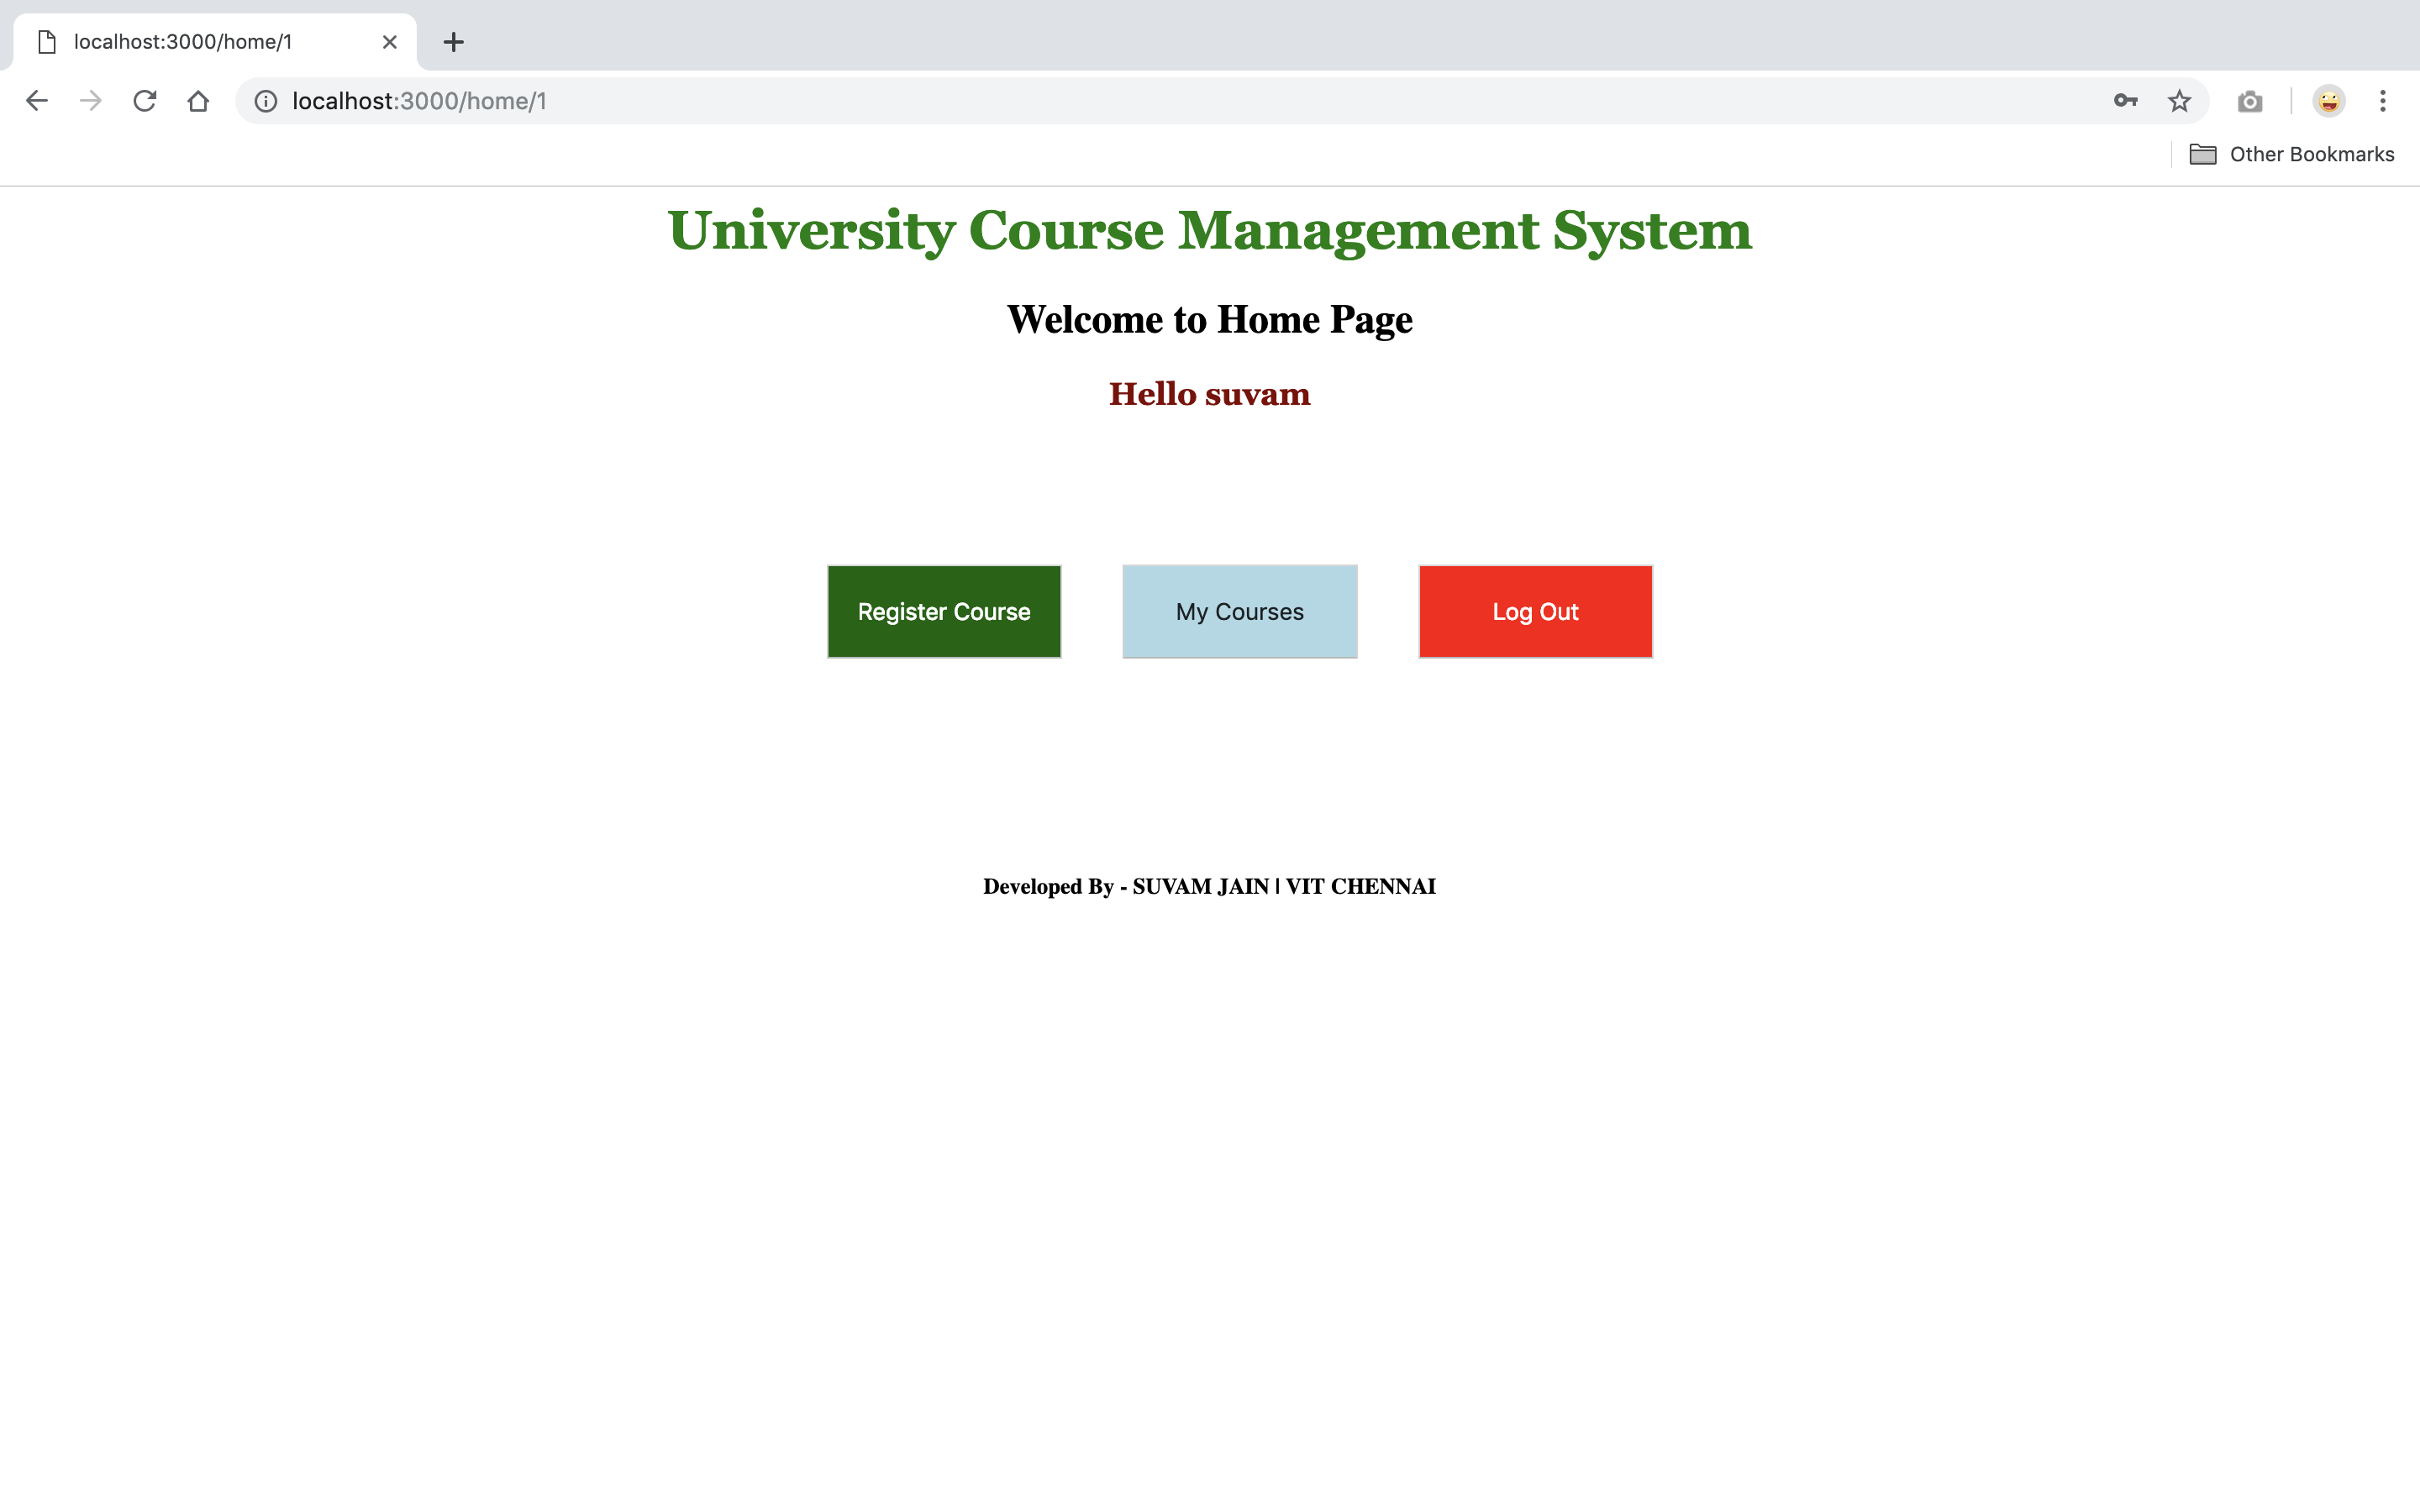 localhost:3000/home/1
localhost:3000/home/1
Other Bookmarks
University Course Management System
Welcome to Home Page
Hello suvam
Register Course
My Courses
Log Out
Developed By - SUVAM JAIN | VIT CHENNAI